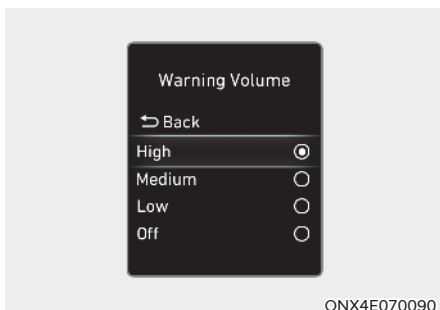 Warning Volume
Back
High
Medium
Low
Off
ONX4E070090